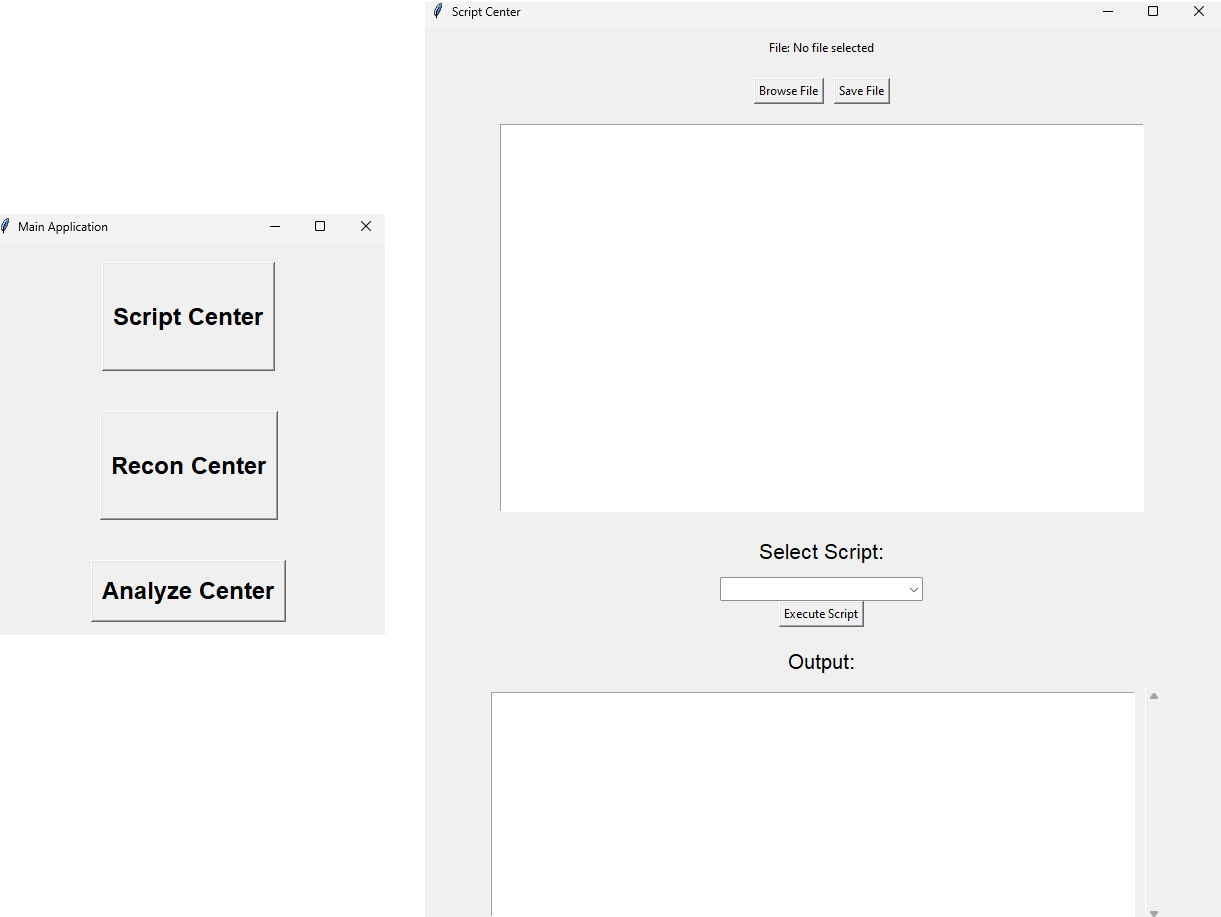 Main Application
Script Center
Recon Center
Analyze Center
Script Center
File: No file selected
Browse File Save File
Select Script:
Execute Script
Output: